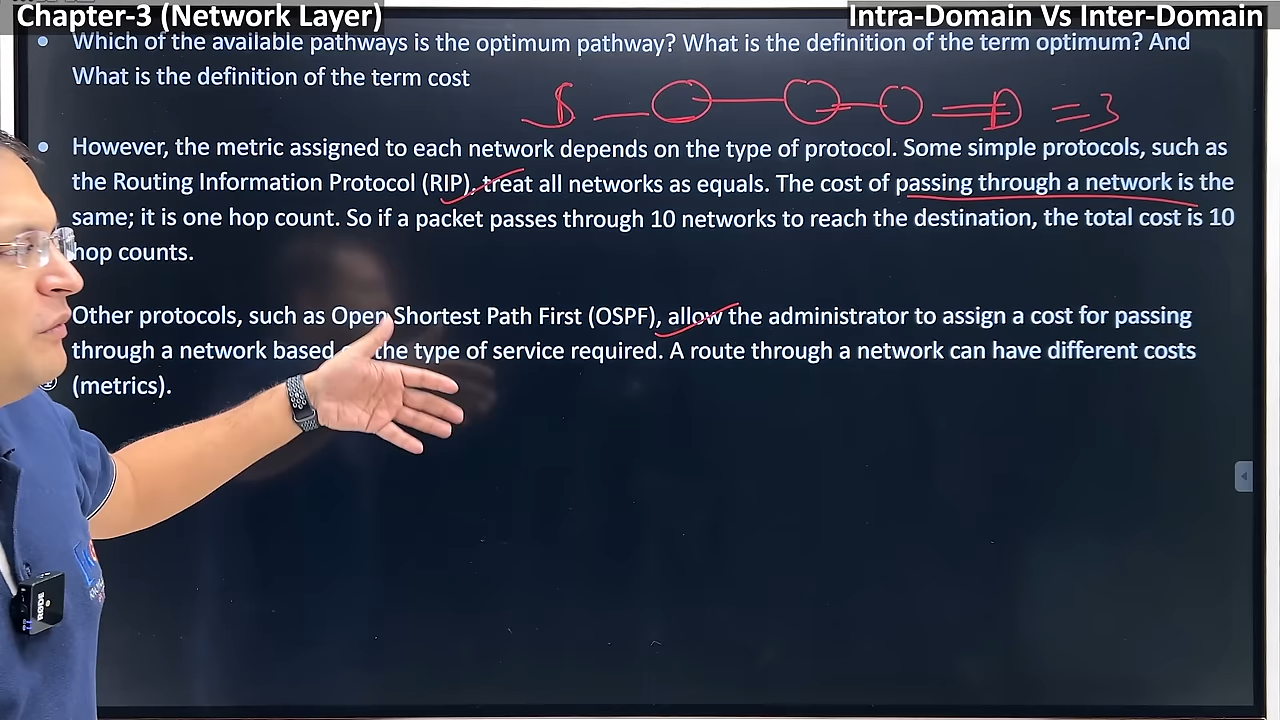 Chapter-3 (Network Layer)
Intra-Domain Vs Inter-Domain
• Which of the available pathways is the optimum pathway? What is the definition of the term optimum? And
What is the definition of the term cost
S D = 3
• However, the metric assigned to each network depends on the type of protocol. Some simple protocols, such as
the Routing Information Protocol (RIP), treat all networks as equals. The cost of passing through a network is the
same; it is one hop count. So if a packet passes through 10 networks to reach the destination, the total cost is 10
hop counts.
Other protocols, such as Open Shortest Path First (OSPF), allow the administrator to assign a cost for passing
through a network based the type of service required. A route through a network can have different costs
(metrics).
RØDE